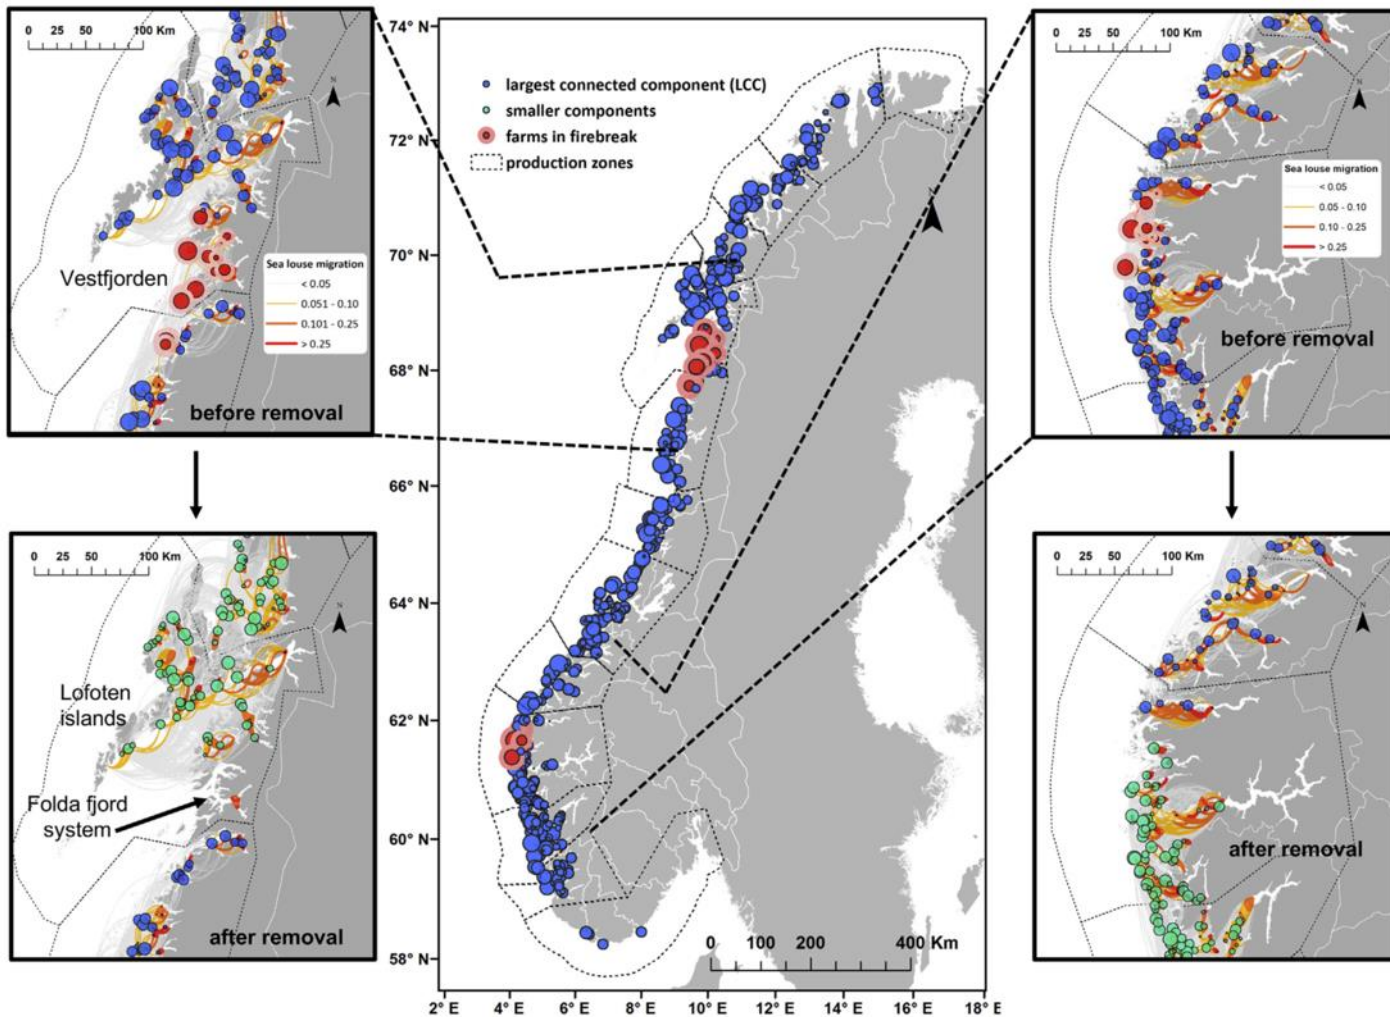 0 25 50 100 Km
N
Vestfjorden
Sea louse migration
< 0.05
0.051 - 0.10
0.101 - 0.25
> 0.25
before removal
74° N
72° N
70° N
68° N
66° N
64° N
62° N
60° N
58° N
largest connected component (LCC)
smaller components
farms in firebreak
production zones
N
0 100 200 400 Km
2° E 4° E 6° E 8° E 10° E 12° E 14° E 16° E 18° E
0 25 50 100 Km
N
Sea louse migration
< 0.05
0.05 - 0.10
0.10 - 0.25
> 0.25
before removal
0 25 50 100 Km
N
Lofoten
islands
Folda fjord
system
after removal
0 25 50 100 Km
N
after removal